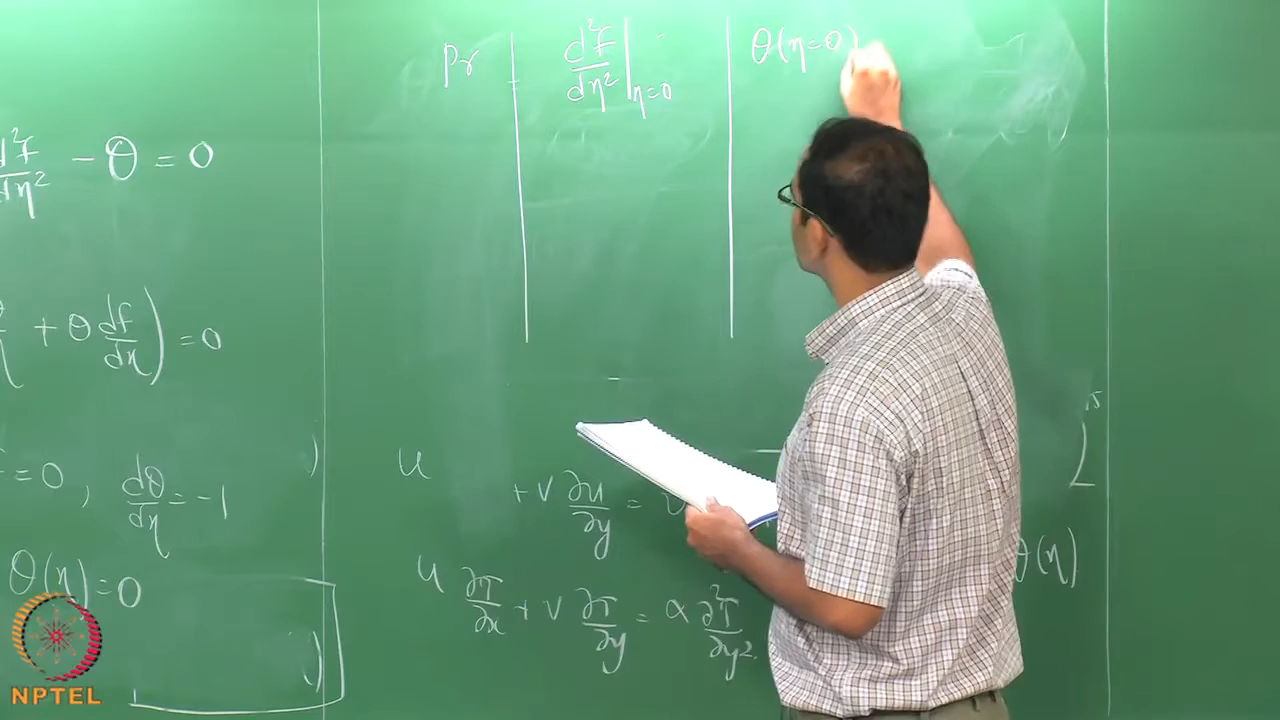 Pr | d²F/dη² |η=0 | θ(η=0)
d²F/dη² - θ = 0
+ θ df/dη ) = 0
= 0 , dθ/dη = -1
θ(η) = 0
u + v ∂u/∂y =
u ∂T/∂x + v ∂T/∂y = α ∂²T/∂y².
θ(η)
NPTEL